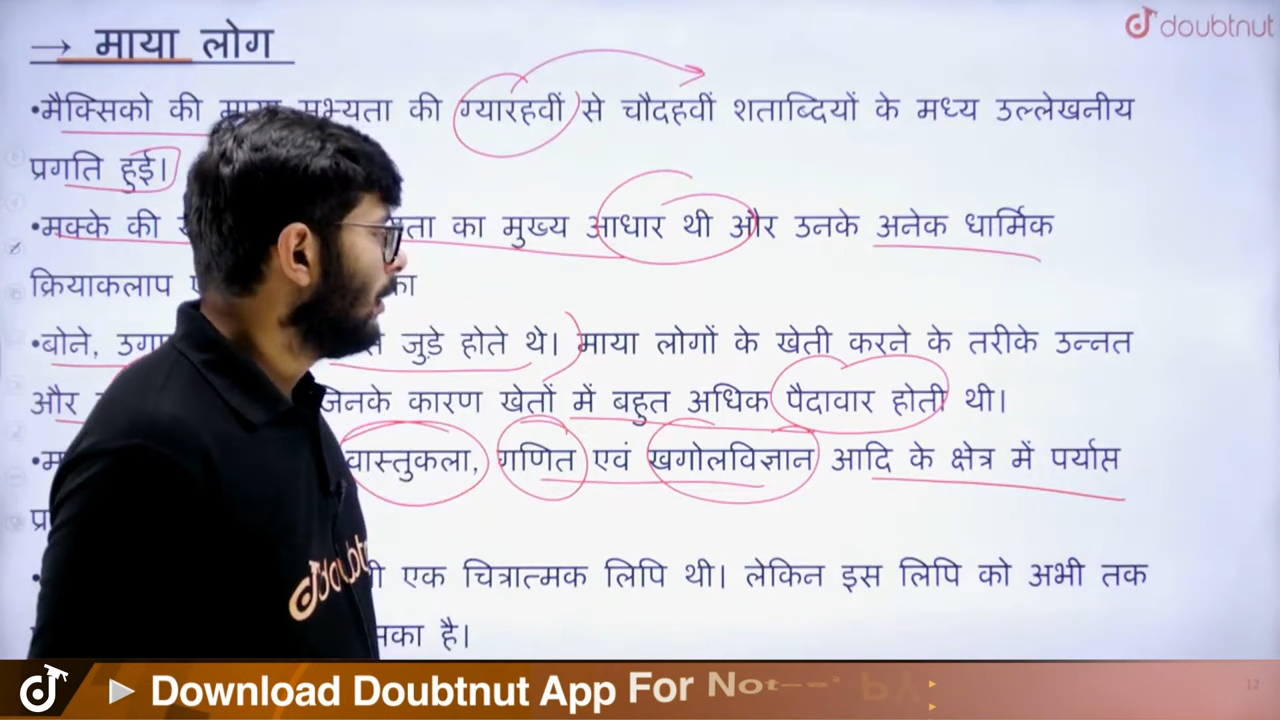 doubtnut
→ माया लोग
•मैक्सिको की सभ्यता की ग्यारहवीं से चौदहवीं शताब्दियों के मध्य उल्लेखनीय
प्रगति हुई।
•मक्के की का मुख्य आधार थी और उनके अनेक धार्मिक
क्रियाकलाप
•बोने, जुड़े होते थे। माया लोगों के खेती करने के तरीके उन्नत
और जिनके कारण खेतों में बहुत अधिक पैदावार होती थी।
वास्तुकला, गणित एवं खगोलविज्ञान आदि के क्षेत्र में पर्याप्त
एक चित्रात्मक लिपि थी। लेकिन इस लिपि को अभी तक
है।
Download Doubtnut App For
12